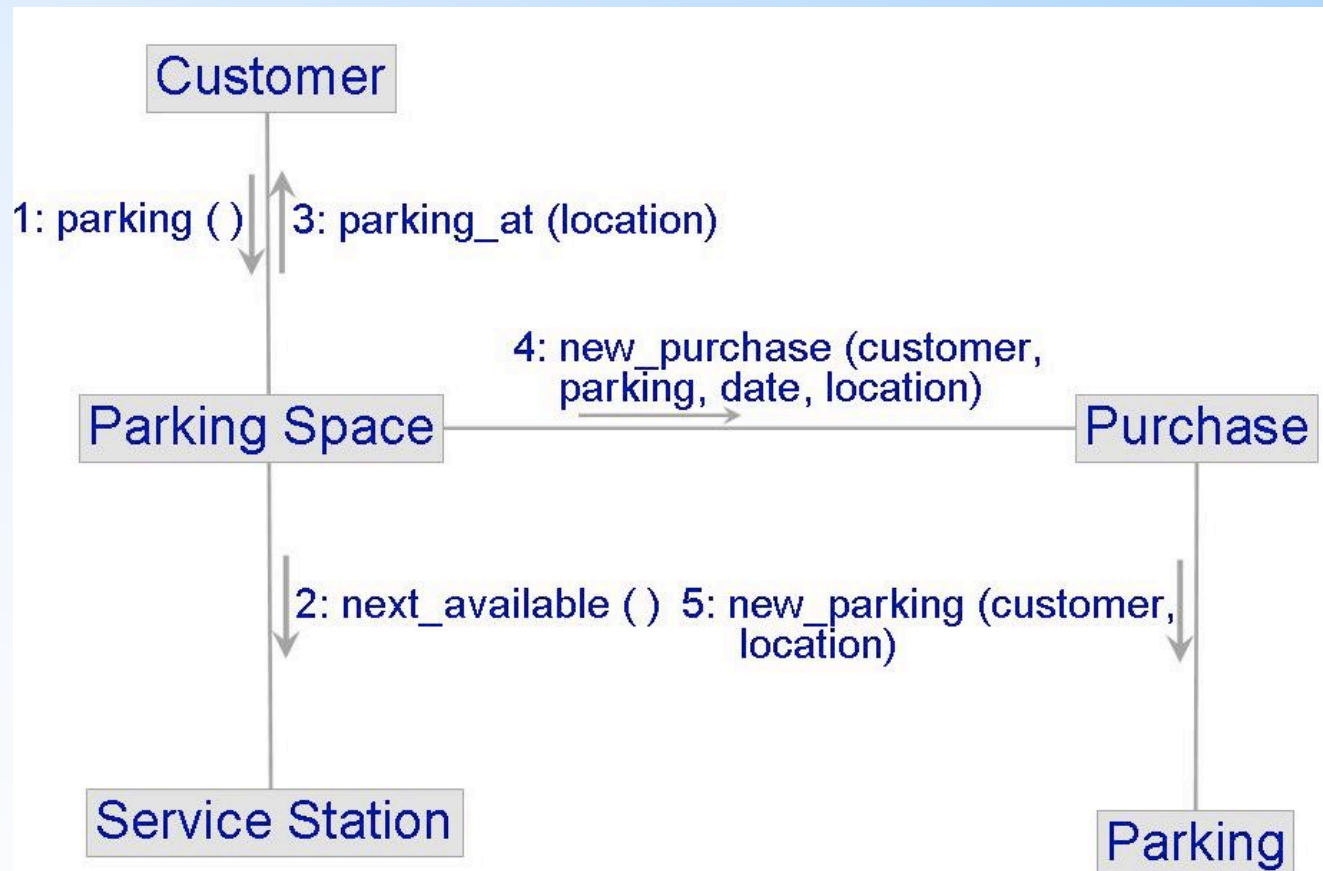 Customer
1: parking ( )
3: parking_at (location)
4: new_purchase (customer,
parking, date, location)
Parking Space
Purchase
2: next_available ( )
5: new_parking (customer,
location)
Service Station
Parking